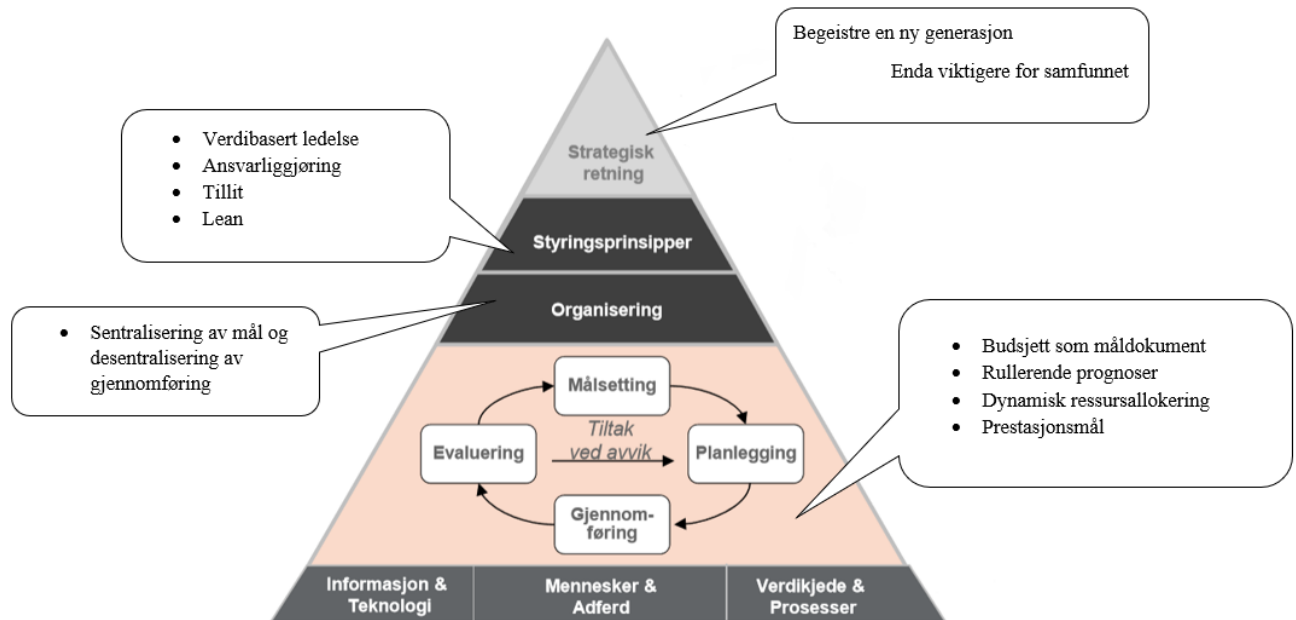 Begeistre en ny generasjon
Enda viktigere for samfunnet
• Verdibasert ledelse
• Ansvarliggjøring
• Tillit
• Lean
Strategisk
retning
Styringsprinsipper
Organisering
• Sentralisering av mål og
desentralisering av
gjennomføring
• Budsjett som måldokument
• Rullerende prognoser
• Dynamisk ressursallokering
• Prestasjonsmål
Målsetting
Tiltak
ved avvik
Evaluering
Planlegging
Gjennom-
føring
Informasjon &
Teknologi
Mennesker &
Adferd
Verdikjede &
Prosesser